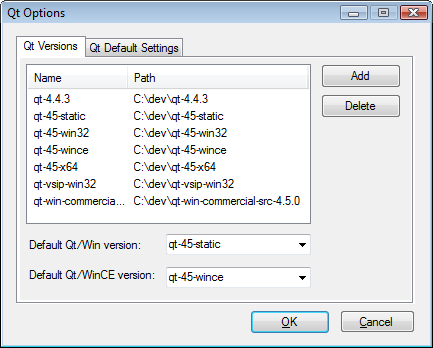 Qt Options
Qt Versions Qt Default Settings
Name Path
qt-4.4.3 C:\dev\qt-4.4.3
qt-45-static C:\dev\qt-45-static
qt-45-win32 C:\dev\qt-45-win32
qt-45-wince C:\dev\qt-45-wince
qt-45-x64 C:\dev\qt-45-x64
qt-vsip-win32 C:\dev\qt-vsip-win32
qt-win-commercia... C:\dev\qt-win-commercial-src-4.5.0
Add
Delete
Default Qt/Win version: qt-45-static
Default Qt/WinCE version: qt-45-wince
OK Cancel